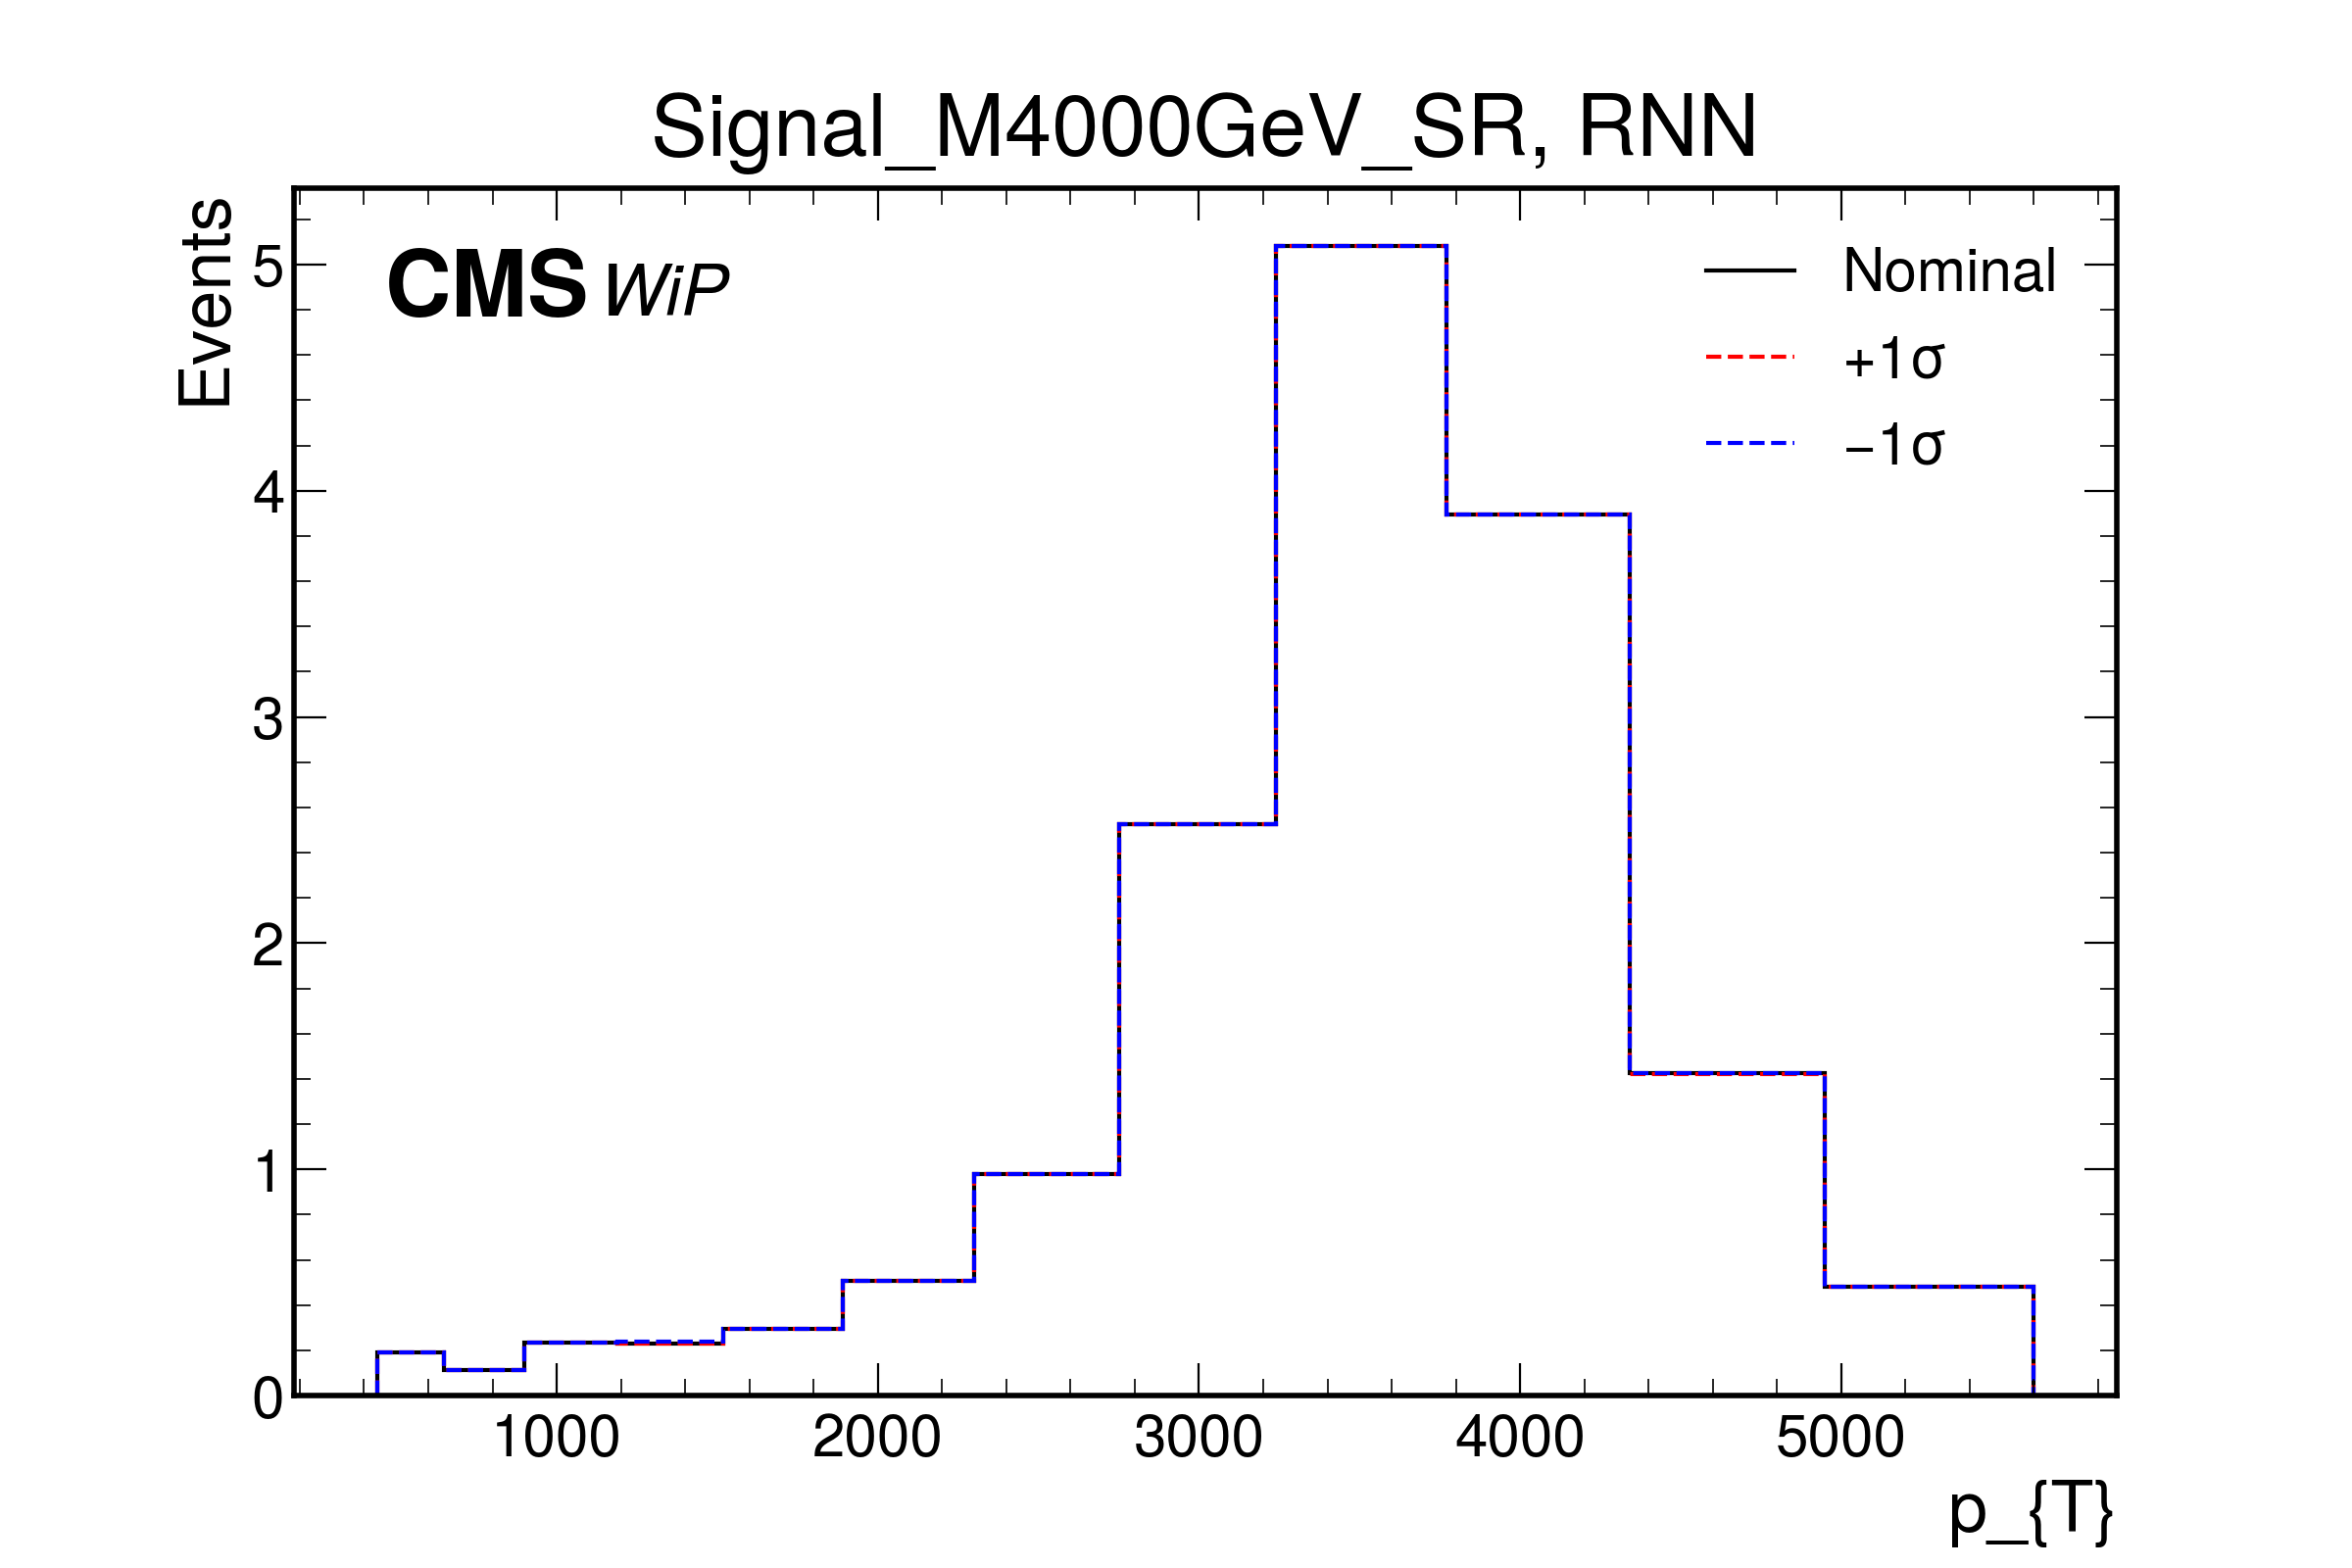 Signal_M4000GeV_SR, RNN
Events
CMS WiP
Nominal
+1σ
−1σ
5
4
3
2
1
0
1000 2000 3000 4000 5000
p_{T}